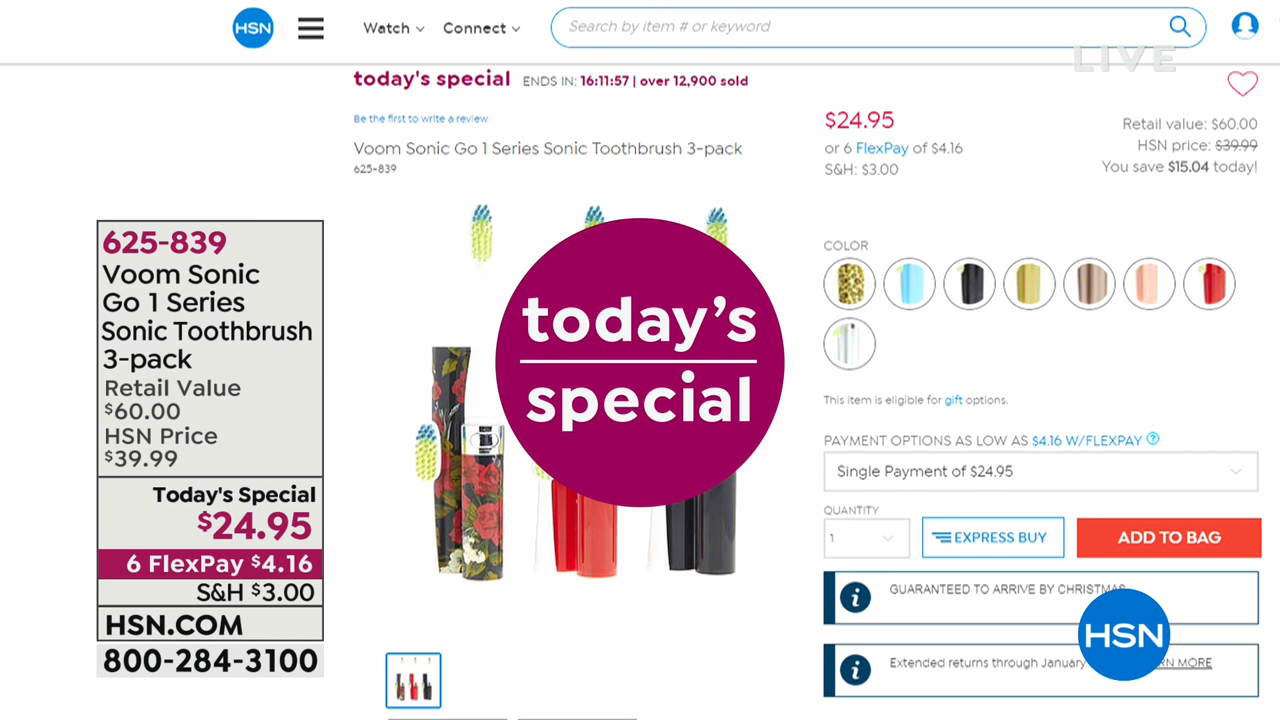 HSN
Watch
Connect
Search by item # or keyword
LIVE
today's special ENDS IN: 16:11:57 | over 12,900 sold
Be the first to write a review
Voom Sonic Go 1 Series Sonic Toothbrush 3-pack
625-839
$24.95
or 6 FlexPay of $4.16
S&H: $3.00
Retail value: $60.00
HSN price: $39.99
You save $15.04 today!
625-839
Voom Sonic
Go 1 Series
Sonic Toothbrush
3-pack
Retail Value
$60.00
HSN Price
$39.99
Today's Special
$24.95
6 FlexPay $4.16
S&H $3.00
HSN.COM
800-284-3100
today's
special
COLOR
This item is eligible for gift options.
PAYMENT OPTIONS AS LOW AS $4.16 W/FLEXPAY ?
Single Payment of $24.95
QUANTITY
1
EXPRESS BUY
ADD TO BAG
GUARANTEED TO ARRIVE BY CHRISTMAS
Extended returns through January
MORE
HSN